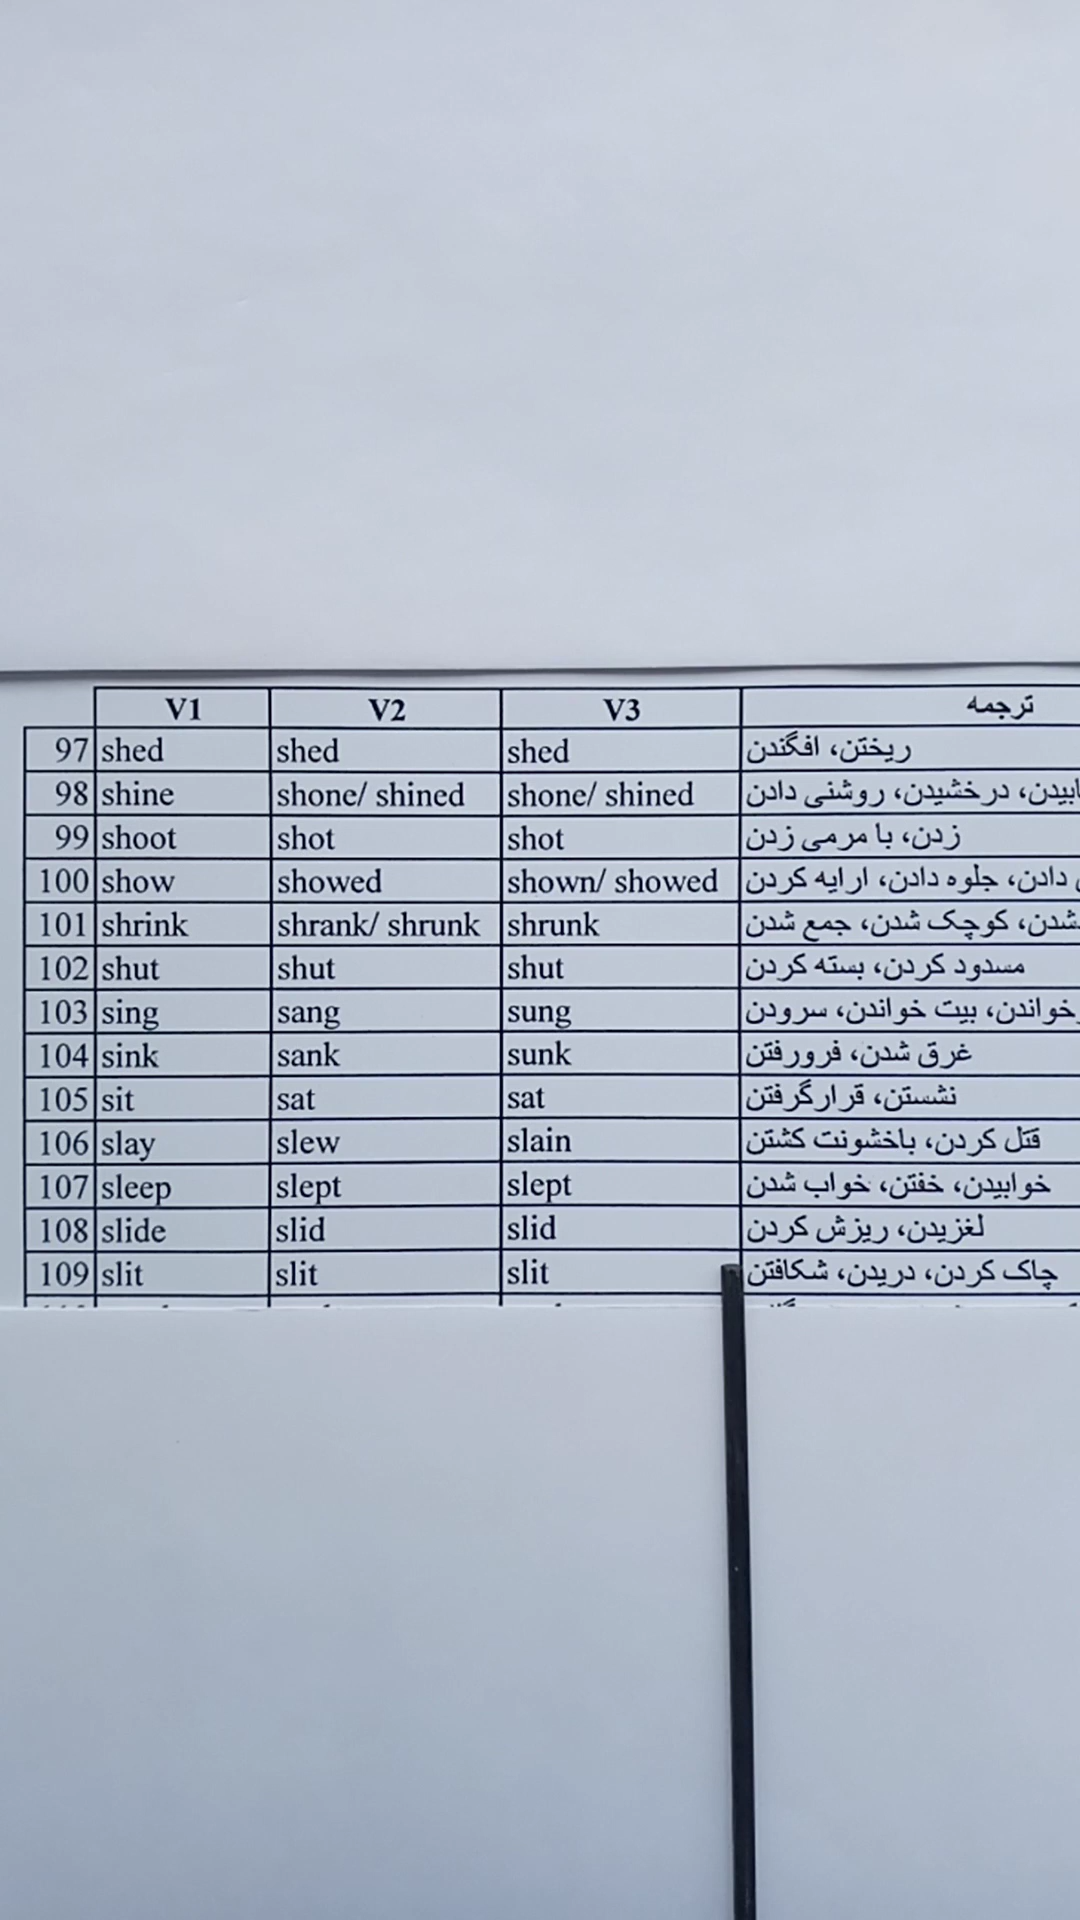 V1 V2 V3 ترجمه
97 shed shed shed ریختن، افگندن
98 shine shone/ shined shone/ shined درخشیدن، روشنی دادن
99 shoot shot shot زدن، با مرمی زدن
100 show showed shown/ showed دادن، جلوه دادن، ارایه کردن
101 shrink shrank/ shrunk shrunk شدن، کوچک شدن، جمع شدن
102 shut shut shut مسدود کردن، بسته کردن
103 sing sang sung خواندن، بیت خواندن، سرودن
104 sink sank sunk غرق شدن، فرورفتن
105 sit sat sat نشستن، قرارگرفتن
106 slay slew slain قتل کردن، باخشونت کشتن
107 sleep slept slept خوابیدن، خفتن، خواب شدن
108 slide slid slid لغزیدن، ریزش کردن
109 slit slit slit چاک کردن، دریدن، شکافتن